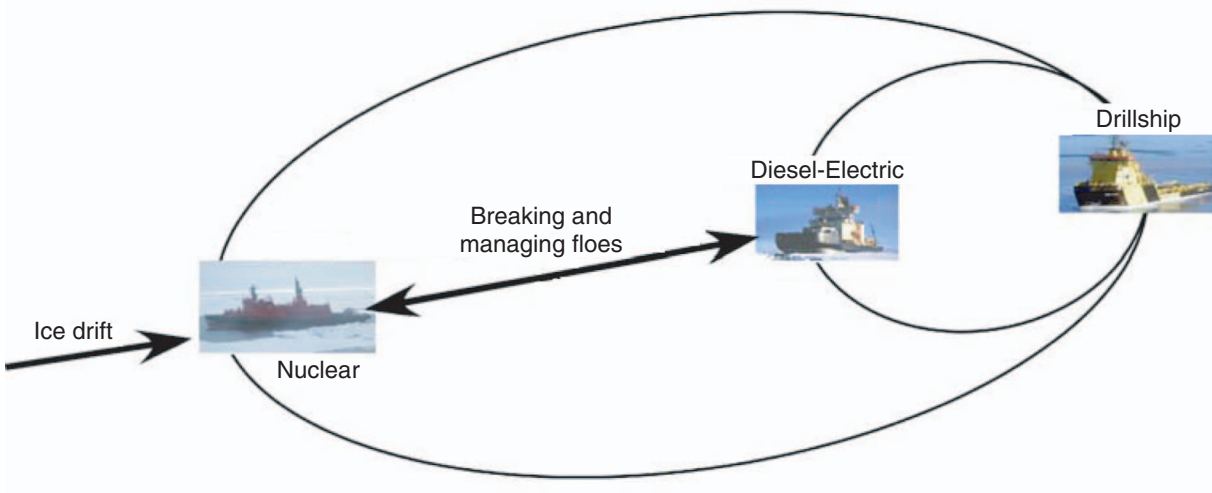 Drillship
Diesel-Electric
Breaking and
managing floes
Ice drift
Nuclear